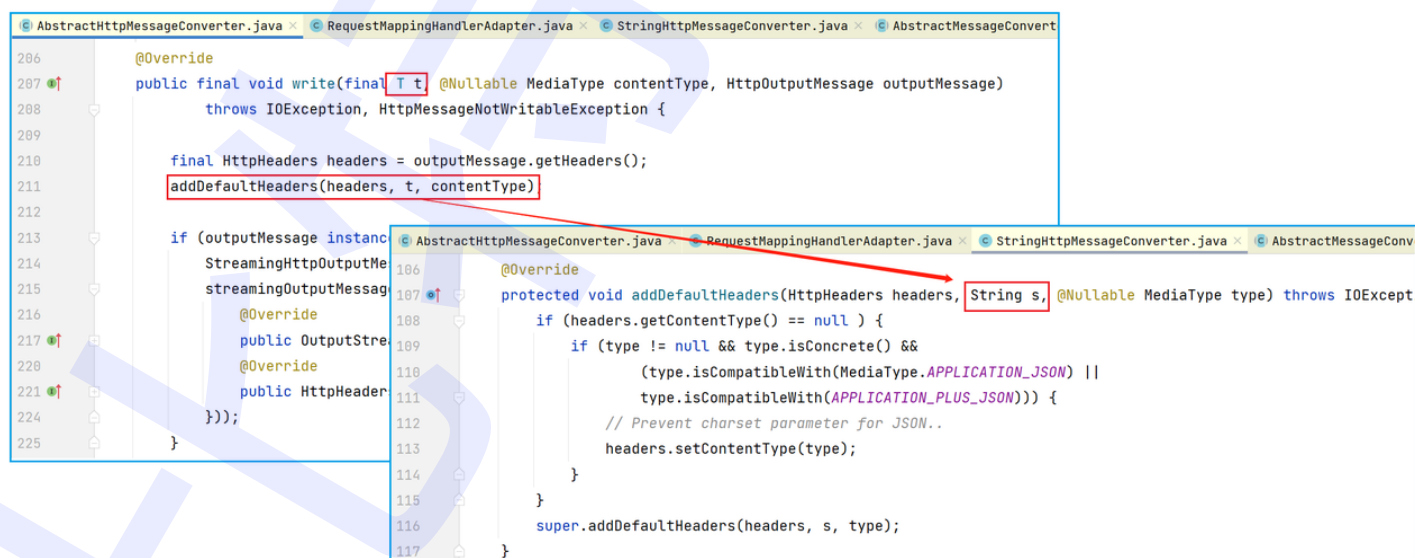 AbstractHttpMessageConverter.java × RequestMappingHandlerAdapter.java × StringHttpMessageConverter.java × AbstractMessageConvert
206 @Override
207 public final void write(final T t, @Nullable MediaType contentType, HttpOutputMessage outputMessage)
208 throws IOException, HttpMessageNotWritableException {
209
210 final HttpHeaders headers = outputMessage.getHeaders();
211 addDefaultHeaders(headers, t, contentType)
212
213 if (outputMessage instanc
214 StreamingHttpOutputMe
215 streamingOutputMessag
216 @Override
217 public OutputStre
220 @Override
221 public HttpHeader
224 }));
225 }
AbstractHttpMessageConverter.java × RequestMappingHandlerAdapter.java × StringHttpMessageConverter.java × AbstractMessageConv
106 @Override
107 protected void addDefaultHeaders(HttpHeaders headers, String s, @Nullable MediaType type) throws IOExcept
108 if (headers.getContentType() == null ) {
109 if (type != null && type.isConcrete() &&
110 (type.isCompatibleWith(MediaType.APPLICATION_JSON) ||
111 type.isCompatibleWith(APPLICATION_PLUS_JSON))) {
112 // Prevent charset parameter for JSON..
113 headers.setContentType(type);
114 }
115 }
116 super.addDefaultHeaders(headers, s, type);
117 }